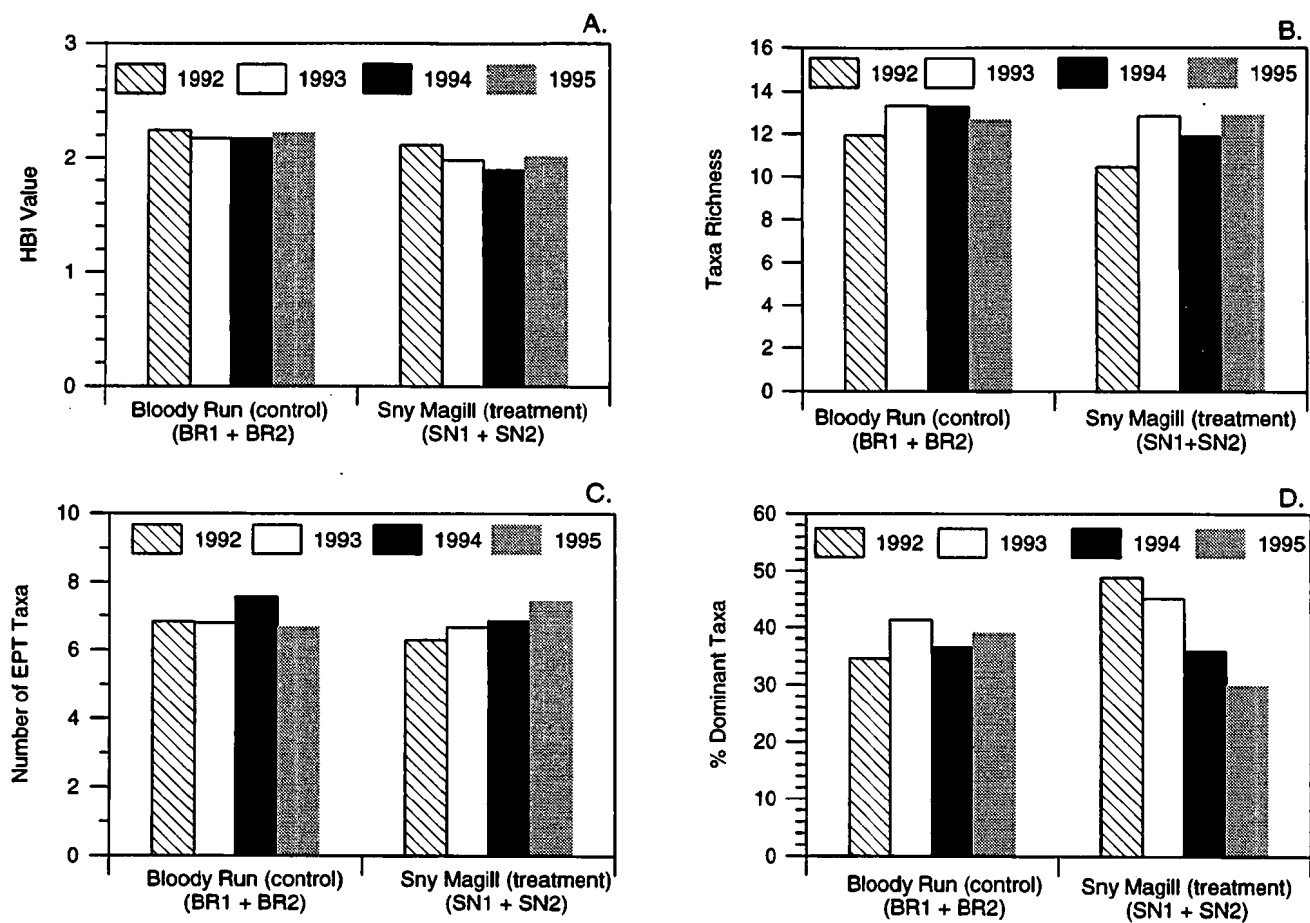 A.
3
2
1
0
HBI Value
1992 1993 1994 1995
Bloody Run (control)
(BR1 + BR2)
Sny Magill (treatment)
(SN1 + SN2)
B.
16
14
12
10
8
6
4
2
0
Taxa Richness
1992 1993 1994 1995
Bloody Run (control)
(BR1 + BR2)
Sny Magill (treatment)
(SN1+SN2)
C.
10
8
6
4
2
0
Number of EPT Taxa
1992 1993 1994 1995
Bloody Run (control)
(BR1 + BR2)
Sny Magill (treatment)
(SN1 + SN2)
D.
60
50
40
30
20
10
0
% Dominant Taxa
1992 1993 1994 1995
Bloody Run (control)
(BR1 + BR2)
Sny Magill (treatment)
(SN1 + SN2)